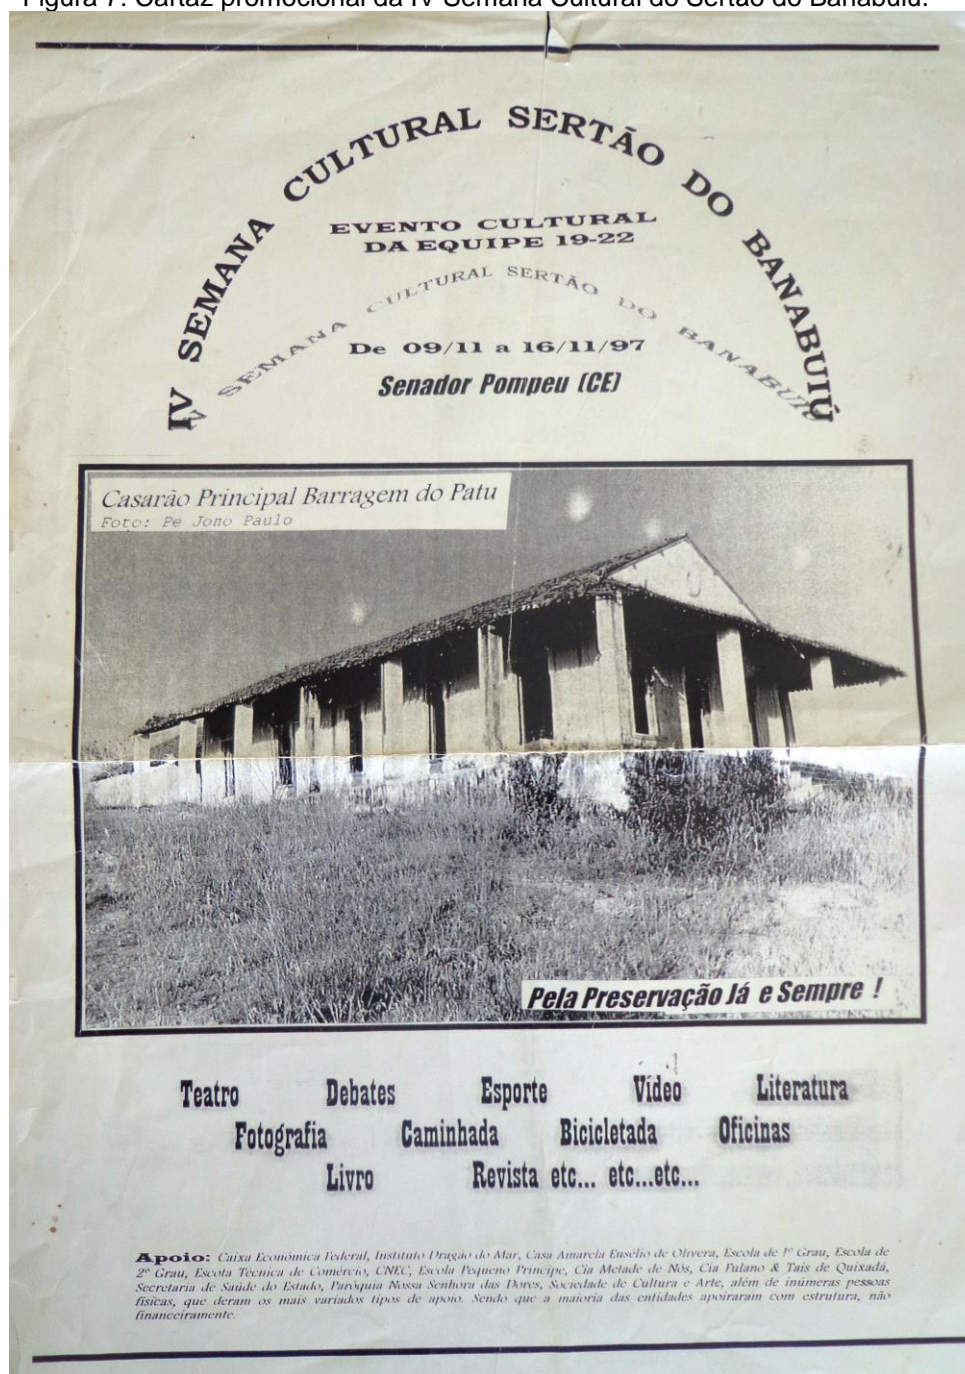 Figura 7: Cartaz promocional da IV Semana Cultural do Sertão do Banabuiú.
IV SEMANA CULTURAL SERTÃO DO BANABUIÚ
EVENTO CULTURAL
DA EQUIPE 19-22
IV SEMANA CULTURAL SERTÃO DO BANABUIÚ
De 09/11 a 16/11/97
Senador Pompeu (CE)
Casarão Principal Barragem do Patu
Foto: Pe Jono Paulo
Pela Preservação Já e Sempre !
Teatro Debates Esporte Vídeo Literatura
Fotografia Caminhada Bicicletada Oficinas
Livro Revista etc... etc...etc...
Apoio: Caixa Econômica Federal, Instituto Dragão do Mar, Casa Amarela Eusélio de Olivera, Escola de 1º Grau, Escola de
2º Grau, Escola Técnica de Comércio, CNEC, Escola Pequeno Príncipe, Cia Metade de Nós, Cia Fulano & Tais de Quixadá,
Secretaria de Saúde do Estado, Paróquia Nossa Senhora das Dores, Sociedade de Cultura e Arte, além de inúmeras pessoas
físicas, que deram os mais variados tipos de apoio. Sendo que a maioria das entidades apoiraram com estrutura, não
financeiramente.